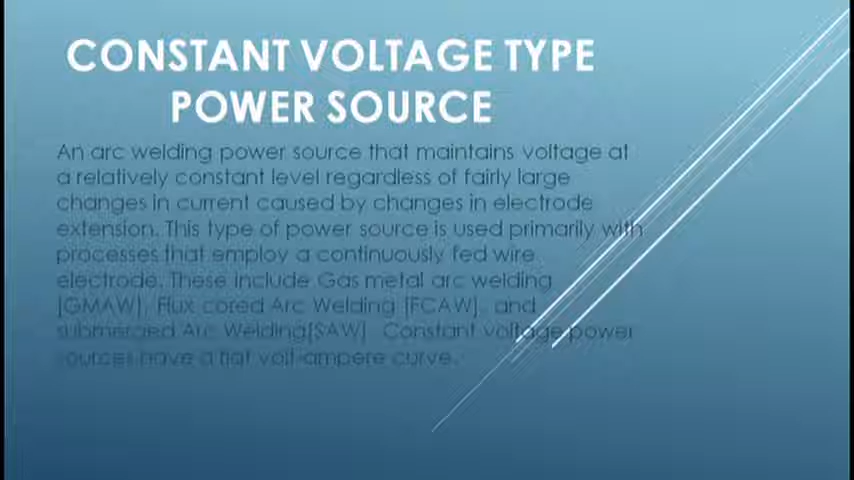 CONSTANT VOLTAGE TYPE
POWER SOURCE
An arc welding power source that maintains voltage at
a relatively constant level regardless of fairly large
changes in current caused by changes in electrode
extension. This type of power source is used primarily with
processes that employ a continuously fed wire
electrode. These include Gas metal arc welding
(GMAW), Flux cored Arc Welding (FCAW), and
submerged Arc Welding(SAW). Constant voltage power
sources have a flat volt-ampere curve.